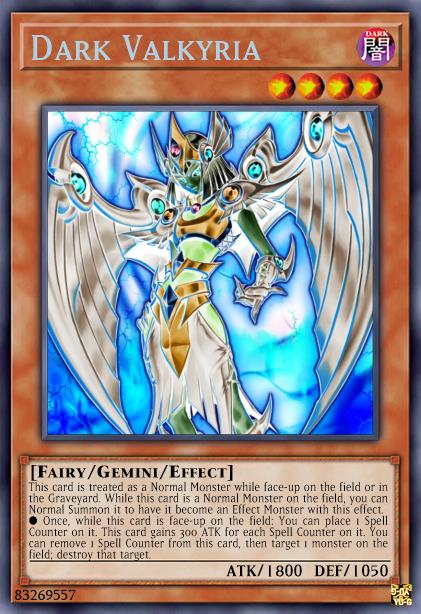 Dark Valkyria
DARK
闇
[Fairy/Gemini/Effect]
This card is treated as a Normal Monster while face-up on the field or in
the Graveyard. While this card is a Normal Monster on the field, you can
Normal Summon it to have it become an Effect Monster with this effect.
● Once, while this card is face-up on the field: You can place 1 Spell
Counter on it. This card gains 300 ATK for each Spell Counter on it. You
can remove 1 Spell Counter from this card, then target 1 monster on the
field; destroy that target.
ATK/1800 DEF/1050
83269557